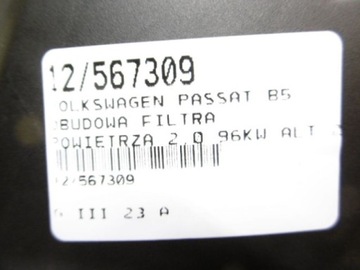 12/567309
OLKSWAGEN PASSAT B5
BUDOWA FILTRA
POWIETRZA 2.0 96KW ALT
12/567309
III 23 A